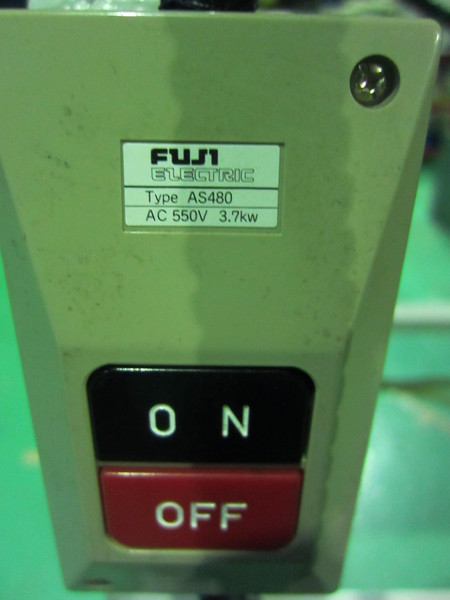 FUJI
ELECTRIC
Type AS480
AC 550V 3.7kw
ON
OFF